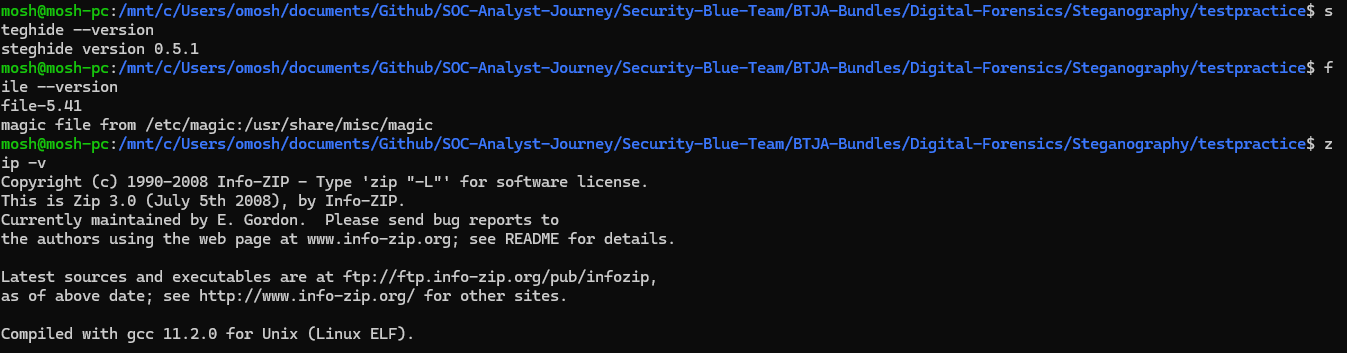 mosh@mosh-pc:/mnt/c/Users/omosh/documents/Github/SOC-Analyst-Journey/Security-Blue-Team/BTJA-Bundles/Digital-Forensics/Steganography/testpractice$ s
teghide --version
steghide version 0.5.1
mosh@mosh-pc:/mnt/c/Users/omosh/documents/Github/SOC-Analyst-Journey/Security-Blue-Team/BTJA-Bundles/Digital-Forensics/Steganography/testpractice$ f
ile --version
file-5.41
magic file from /etc/magic:/usr/share/misc/magic
mosh@mosh-pc:/mnt/c/Users/omosh/documents/Github/SOC-Analyst-Journey/Security-Blue-Team/BTJA-Bundles/Digital-Forensics/Steganography/testpractice$ z
ip -v
Copyright (c) 1990-2008 Info-ZIP - Type 'zip "-L"' for software license.
This is Zip 3.0 (July 5th 2008), by Info-ZIP.
Currently maintained by E. Gordon.  Please send bug reports to
the authors using the web page at www.info-zip.org; see README for details.

Latest sources and executables are at ftp://ftp.info-zip.org/pub/infozip,
as of above date; see http://www.info-zip.org/ for other sites.

Compiled with gcc 11.2.0 for Unix (Linux ELF).